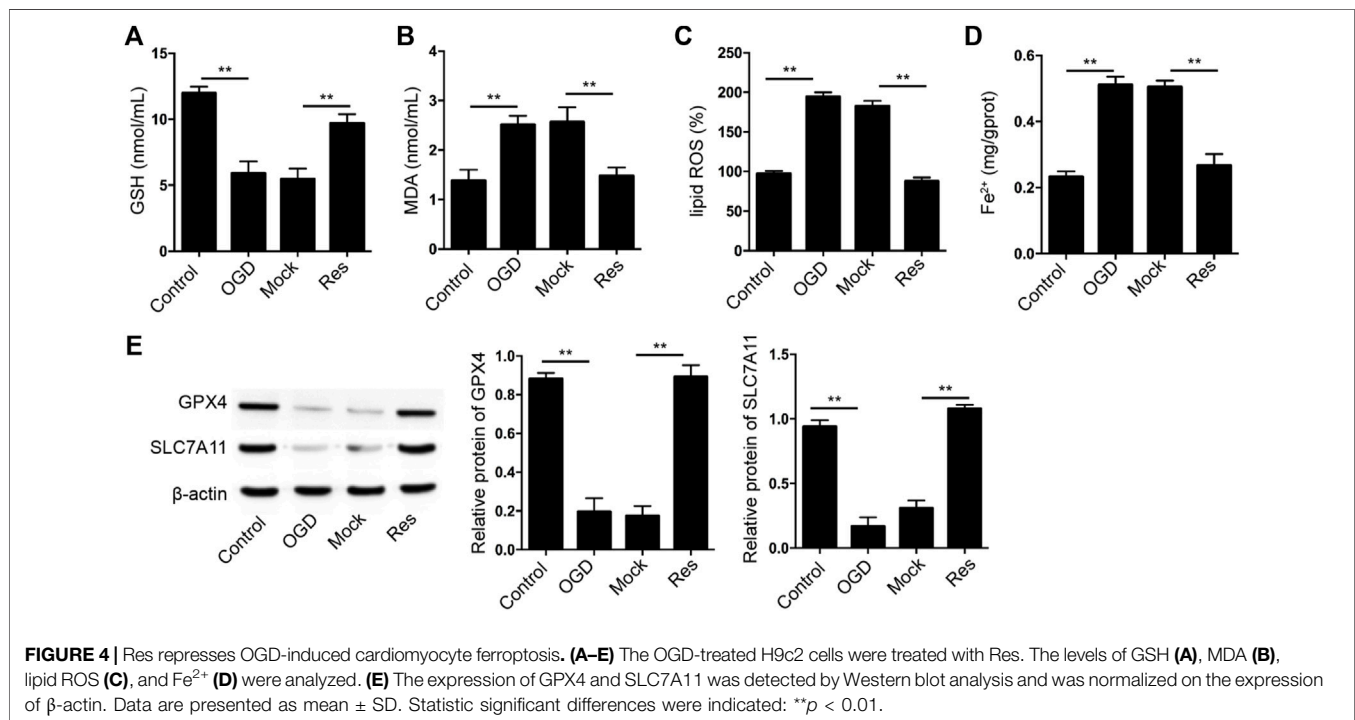 A
GSH (nmol/mL)
15
10
5
0
**
**
Control
OGD
Mock
Res
B
MDA (nmol/mL)
4
3
2
1
0
**
**
Control
OGD
Mock
Res
C
lipid ROS (%)
250
200
150
100
50
0
**
**
Control
OGD
Mock
Res
D
Fe²⁺ (mg/gprot)
0.6
0.4
0.2
0.0
**
**
Control
OGD
Mock
Res
E
GPX4
SLC7A11
β-actin
Control
OGD
Mock
Res
Relative protein of GPX4
1.0
0.8
0.6
0.4
0.2
0.0
**
**
Control
OGD
Mock
Res
Relative protein of SLC7A11
1.5
1.0
0.5
0.0
**
**
Control
OGD
Mock
Res
FIGURE 4 | Res represses OGD-induced cardiomyocyte ferroptosis. (A–E) The OGD-treated H9c2 cells were treated with Res. The levels of GSH (A), MDA (B),
lipid ROS (C), and Fe²⁺ (D) were analyzed. (E) The expression of GPX4 and SLC7A11 was detected by Western blot analysis and was normalized on the expression
of β-actin. Data are presented as mean ± SD. Statistic significant differences were indicated: **p < 0.01.